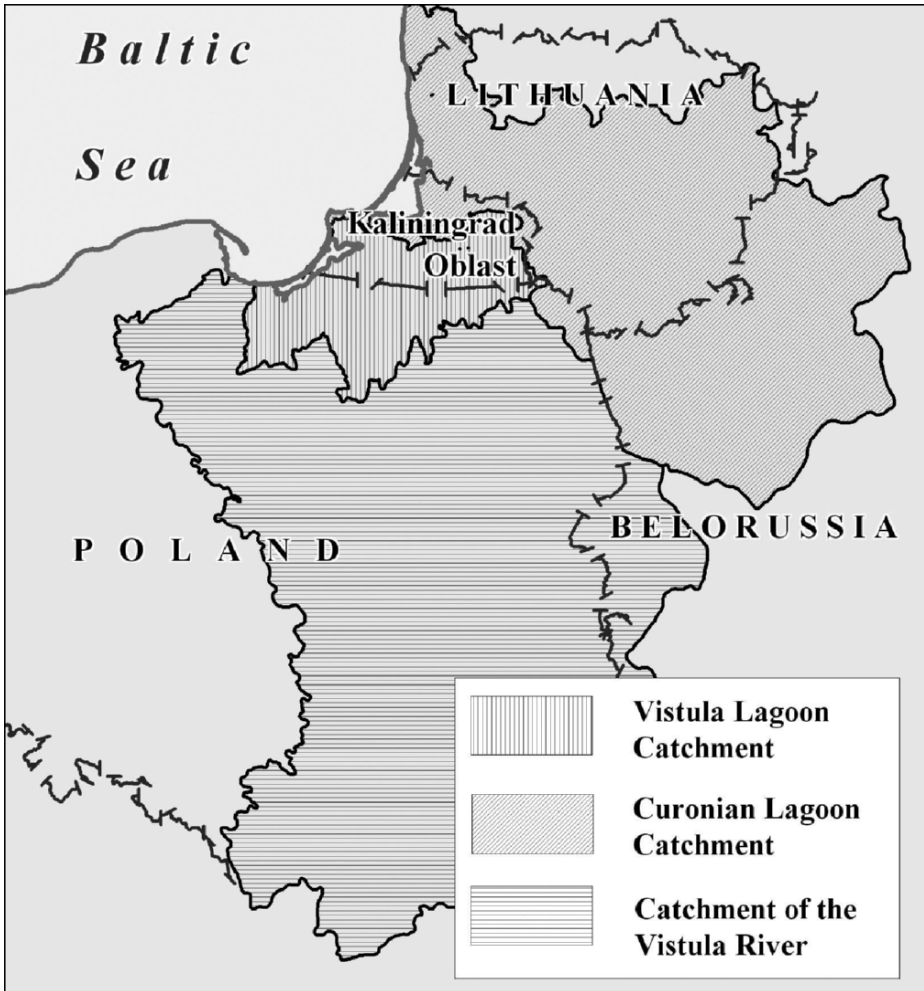 Baltic
Sea
LITHUANIA
Kaliningrad
Oblast
POLAND
BELORUSSIA
Vistula Lagoon
Catchment
Curonian Lagoon
Catchment
Catchment of the
Vistula River